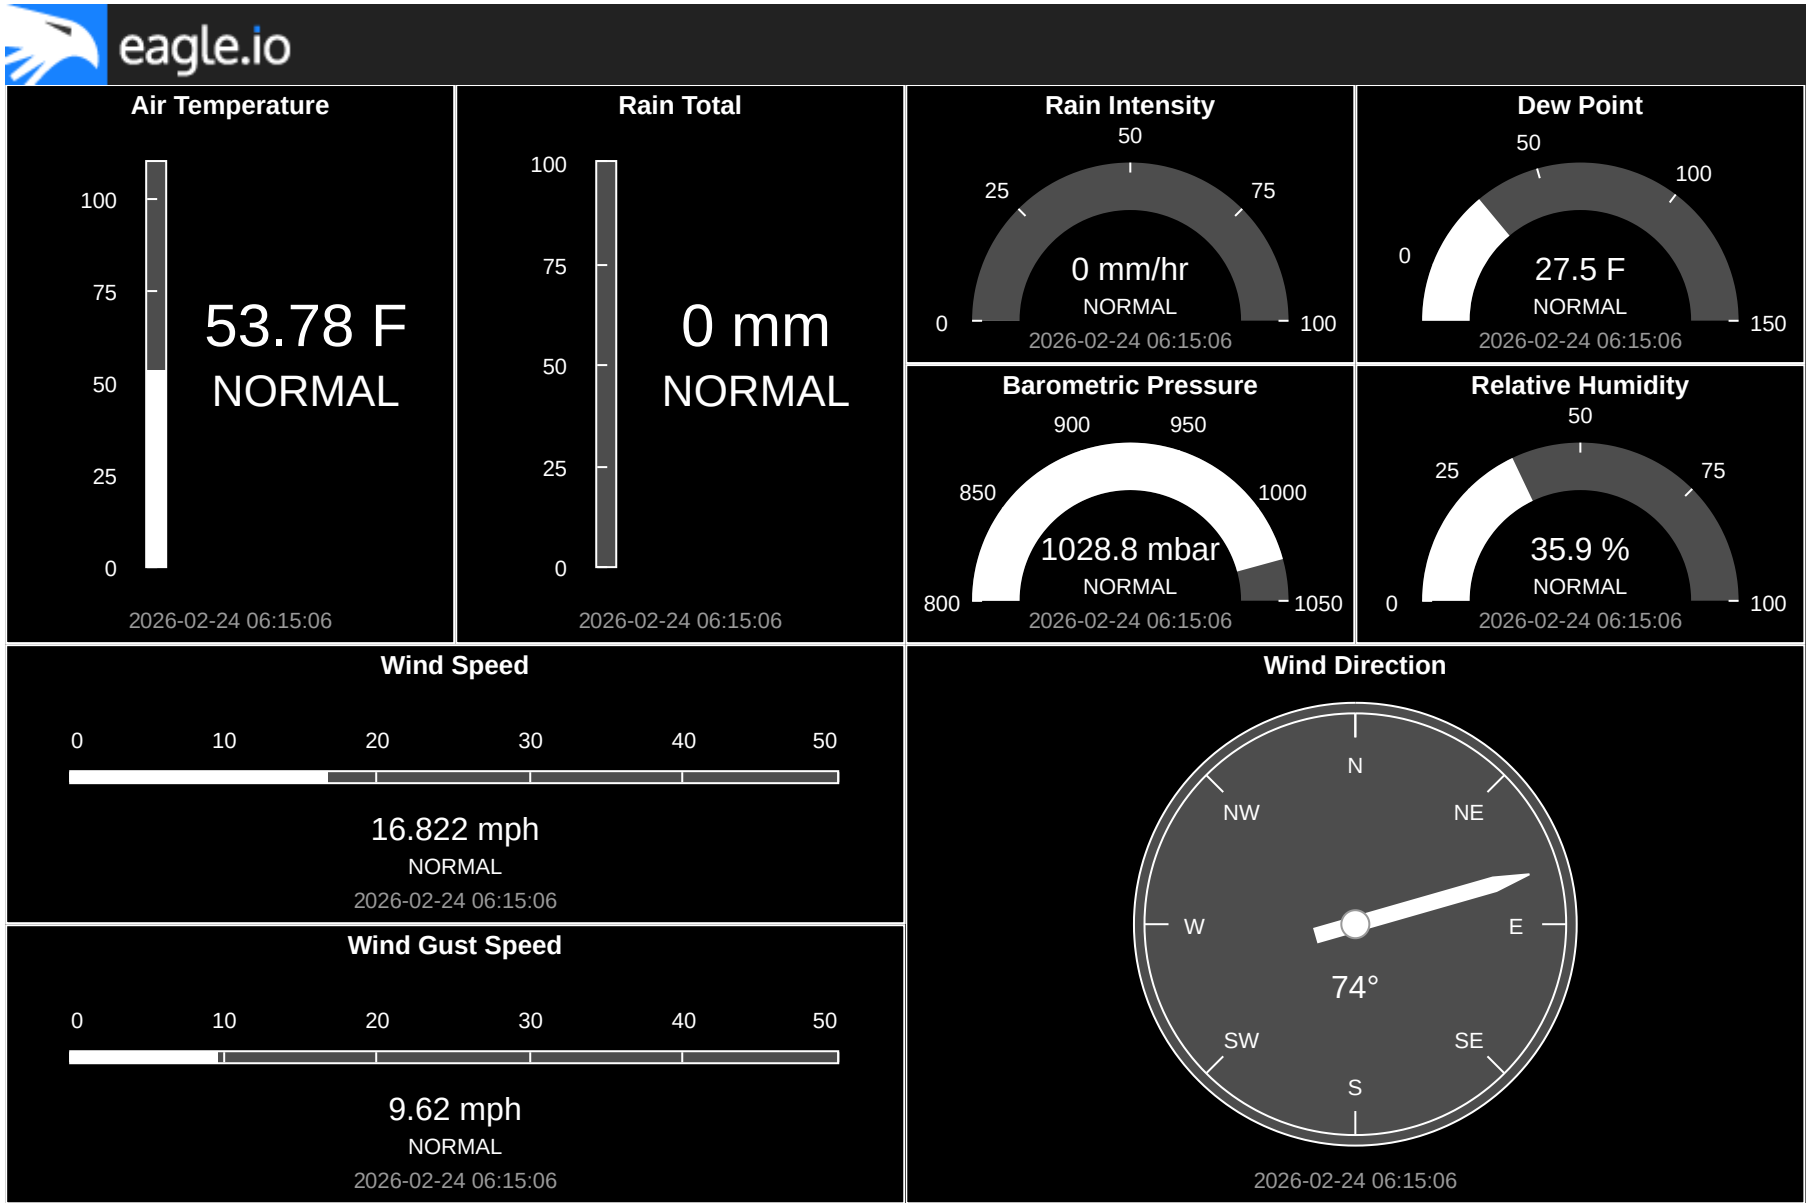 eagle.io
Air Temperature
100
75
50
25
0
53.78 F
NORMAL
2026-02-24 06:15:06
Rain Total
100
75
50
25
0
0 mm
NORMAL
2026-02-24 06:15:06
Rain Intensity
50
25
75
0
100
0 mm/hr
NORMAL
2026-02-24 06:15:06
Dew Point
50
100
0
150
27.5 F
NORMAL
2026-02-24 06:15:06
Barometric Pressure
900
950
850
1000
800
1050
1028.8 mbar
NORMAL
2026-02-24 06:15:06
Relative Humidity
50
25
75
0
100
35.9 %
NORMAL
2026-02-24 06:15:06
Wind Speed
0 10 20 30 40 50
16.822 mph
NORMAL
2026-02-24 06:15:06
Wind Gust Speed
0 10 20 30 40 50
9.62 mph
NORMAL
2026-02-24 06:15:06
Wind Direction
N
NW NE
W E
74°
SW SE
S
2026-02-24 06:15:06